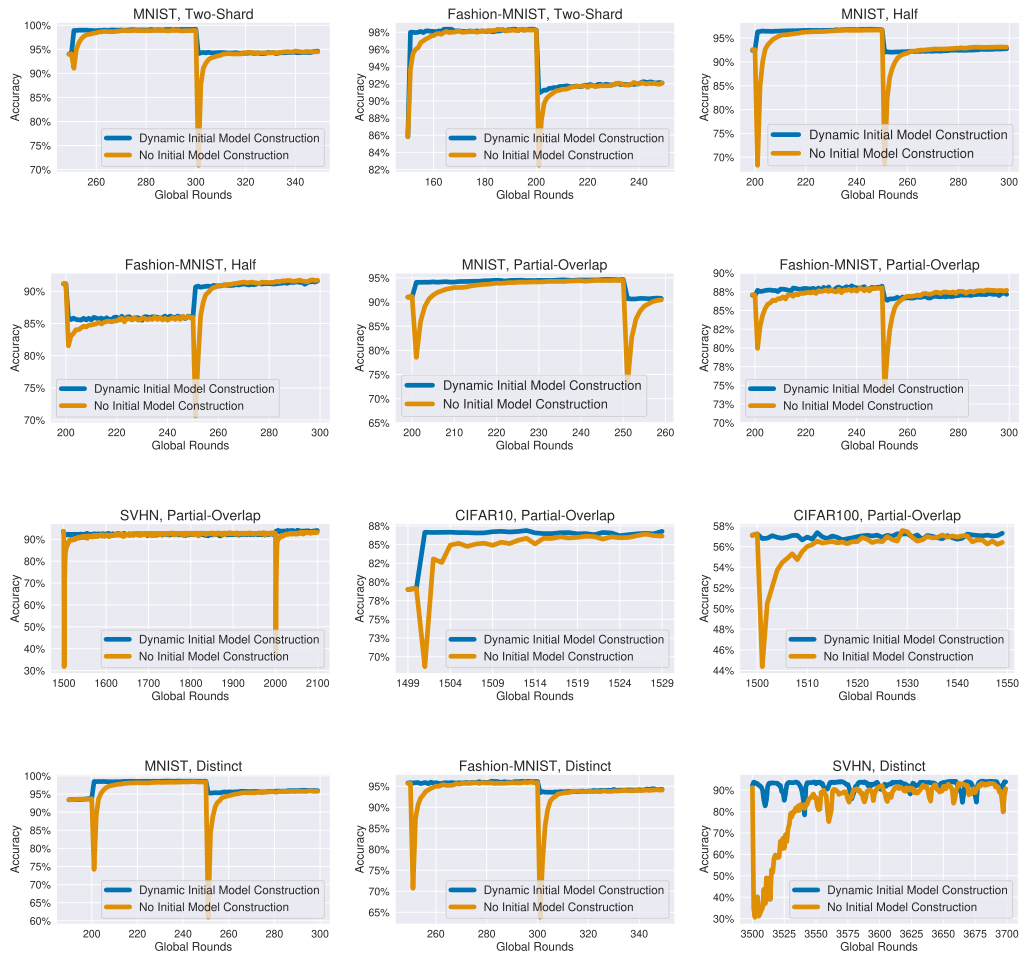 MNIST, Two-Shard
100%
95%
90%
85%
80%
75%
70%
Accuracy
Dynamic Initial Model Construction
No Initial Model Construction
260 280 300 320 340
Global Rounds
Fashion-MNIST, Two-Shard
98%
96%
94%
92%
90%
88%
86%
84%
82%
Accuracy
Dynamic Initial Model Construction
No Initial Model Construction
160 180 200 220 240
Global Rounds
MNIST, Half
95%
90%
85%
80%
75%
70%
Accuracy
Dynamic Initial Model Construction
No Initial Model Construction
200 220 240 260 280 300
Global Rounds
Fashion-MNIST, Half
90%
85%
80%
75%
70%
Accuracy
Dynamic Initial Model Construction
No Initial Model Construction
200 220 240 260 280 300
Global Rounds
MNIST, Partial-Overlap
95%
90%
85%
80%
75%
70%
65%
Accuracy
Dynamic Initial Model Construction
No Initial Model Construction
200 210 220 230 240 250 260
Global Rounds
Fashion-MNIST, Partial-Overlap
90%
88%
85%
82%
80%
78%
75%
73%
70%
Accuracy
Dynamic Initial Model Construction
No Initial Model Construction
200 220 240 260 280 300
Global Rounds
SVHN, Partial-Overlap
90%
80%
70%
60%
50%
40%
30%
Accuracy
Dynamic Initial Model Construction
No Initial Model Construction
1500 1600 1700 1800 1900 2000 2100
Global Rounds
CIFAR10, Partial-Overlap
88%
85%
82%
80%
78%
75%
73%
70%
Accuracy
Dynamic Initial Model Construction
No Initial Model Construction
1499 1504 1509 1514 1519 1524 1529
Global Rounds
CIFAR100, Partial-Overlap
58%
56%
54%
52%
50%
48%
46%
44%
Accuracy
Dynamic Initial Model Construction
No Initial Model Construction
1500 1510 1520 1530 1540 1550
Global Rounds
MNIST, Distinct
100%
95%
90%
85%
80%
75%
70%
65%
60%
Accuracy
Dynamic Initial Model Construction
No Initial Model Construction
200 220 240 260 280 300
Global Rounds
Fashion-MNIST, Distinct
95%
90%
85%
80%
75%
70%
65%
Accuracy
Dynamic Initial Model Construction
No Initial Model Construction
260 280 300 320 340
Global Rounds
SVHN, Distinct
90%
80%
70%
60%
50%
40%
30%
Accuracy
Dynamic Initial Model Construction
No Initial Model Construction
3500 3525 3550 3575 3600 3625 3650 3675 3700
Global Rounds